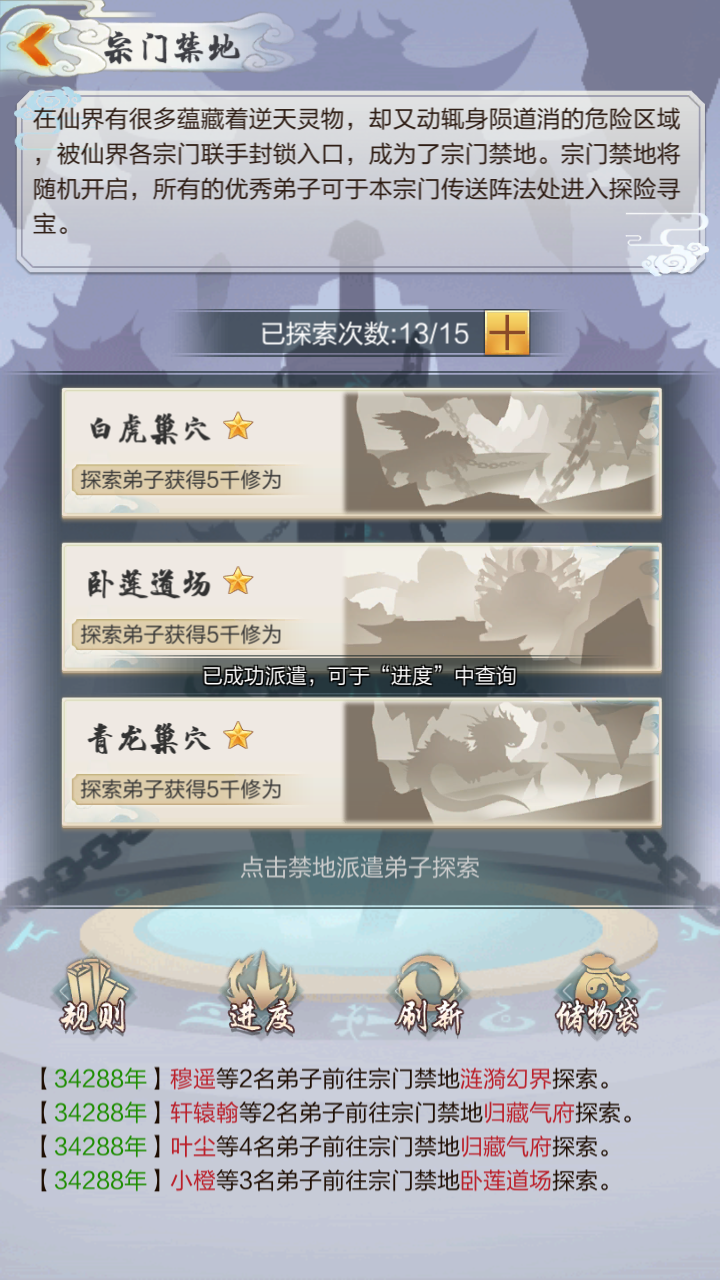 宗门禁地
在仙界有很多蕴藏着逆天灵物，却又动辄身陨道消的危险区域
，被仙界各宗门联手封锁入口，成为了宗门禁地。宗门禁地将
随机开启，所有的优秀弟子可于本宗门传送阵法处进入探险寻
宝。
已探索次数:13/15
白虎巢穴
探索弟子获得5千修为
卧莲道场
探索弟子获得5千修为
已成功派遣，可于“进度”中查询
青龙巢穴
探索弟子获得5千修为
点击禁地派遣弟子探索
规则 进度 刷新 储物袋
【34288年】穆遥等2名弟子前往宗门禁地涟漪幻界探索。
【34288年】轩辕翰等2名弟子前往宗门禁地归藏气府探索。
【34288年】叶尘等4名弟子前往宗门禁地归藏气府探索。
【34288年】小橙等3名弟子前往宗门禁地卧莲道场探索。